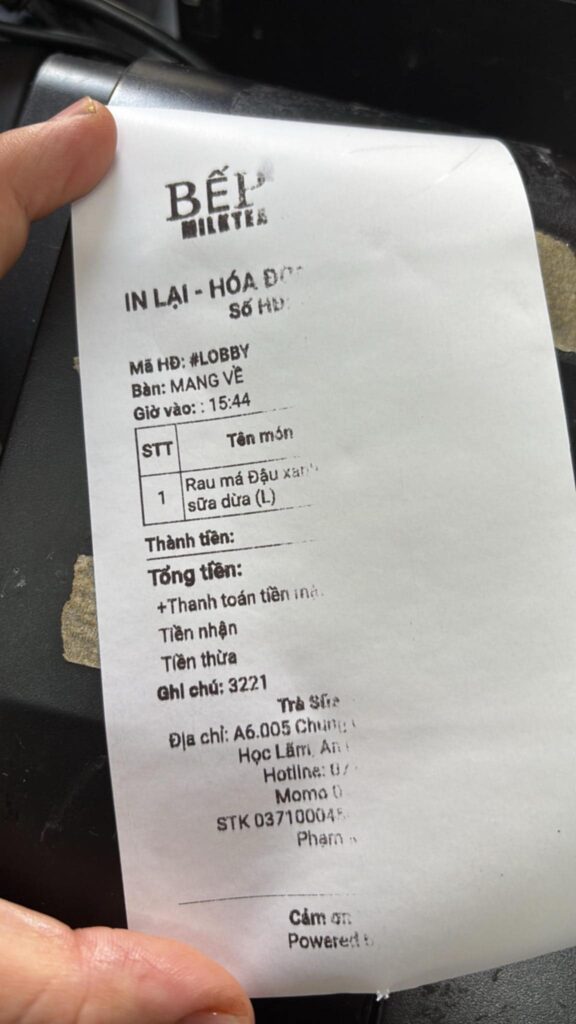 BẾP
MILKTEA
IN LẠI - HÓA
Số HĐ:
Mã HĐ: #LOBBY
Bàn: MANG VỀ
Giờ vào: : 15:44
STT Tên món
1 Rau má Đậu xanh
sữa dừa (L)
Thành tiền:
Tổng tiền:
+Thanh toán tiền
Tiền nhận
Tiền thừa
Ghi chú: 3221
Trà Sữa
Địa chỉ: A6.005 Chung
Học Lãm, An
Hotline:
Momo 0
STK 03710004
Phạm
Cảm ơn
Powered